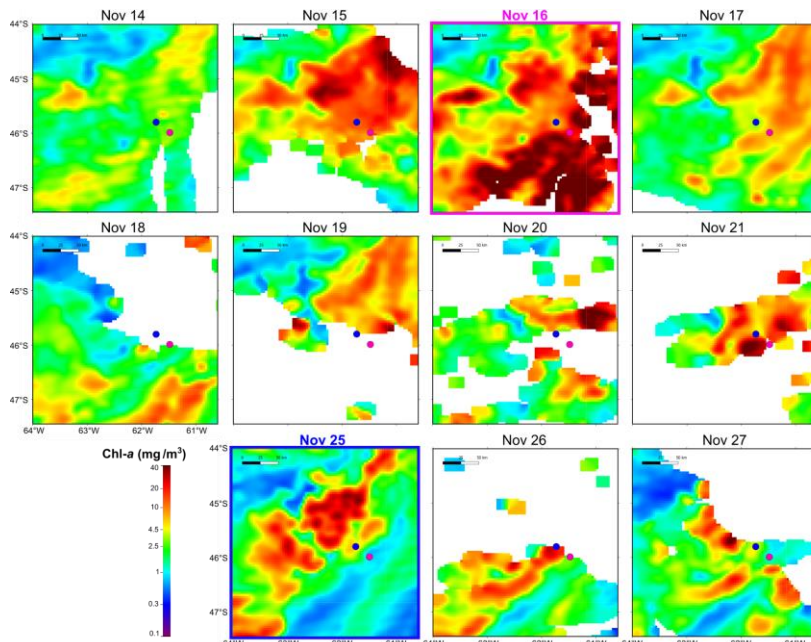 Nov 14
Nov 15
Nov 16
Nov 17
44°S
45°S
46°S
47°S
Nov 18
Nov 19
Nov 20
Nov 21
44°S
45°S
46°S
47°S
64°W 63°W 62°W 61°W
Chl-a (mg/m³)
40
10
4.5
2.5
1
0.3
0.1
Nov 25
Nov 26
Nov 27
44°S
45°S
46°S
47°S